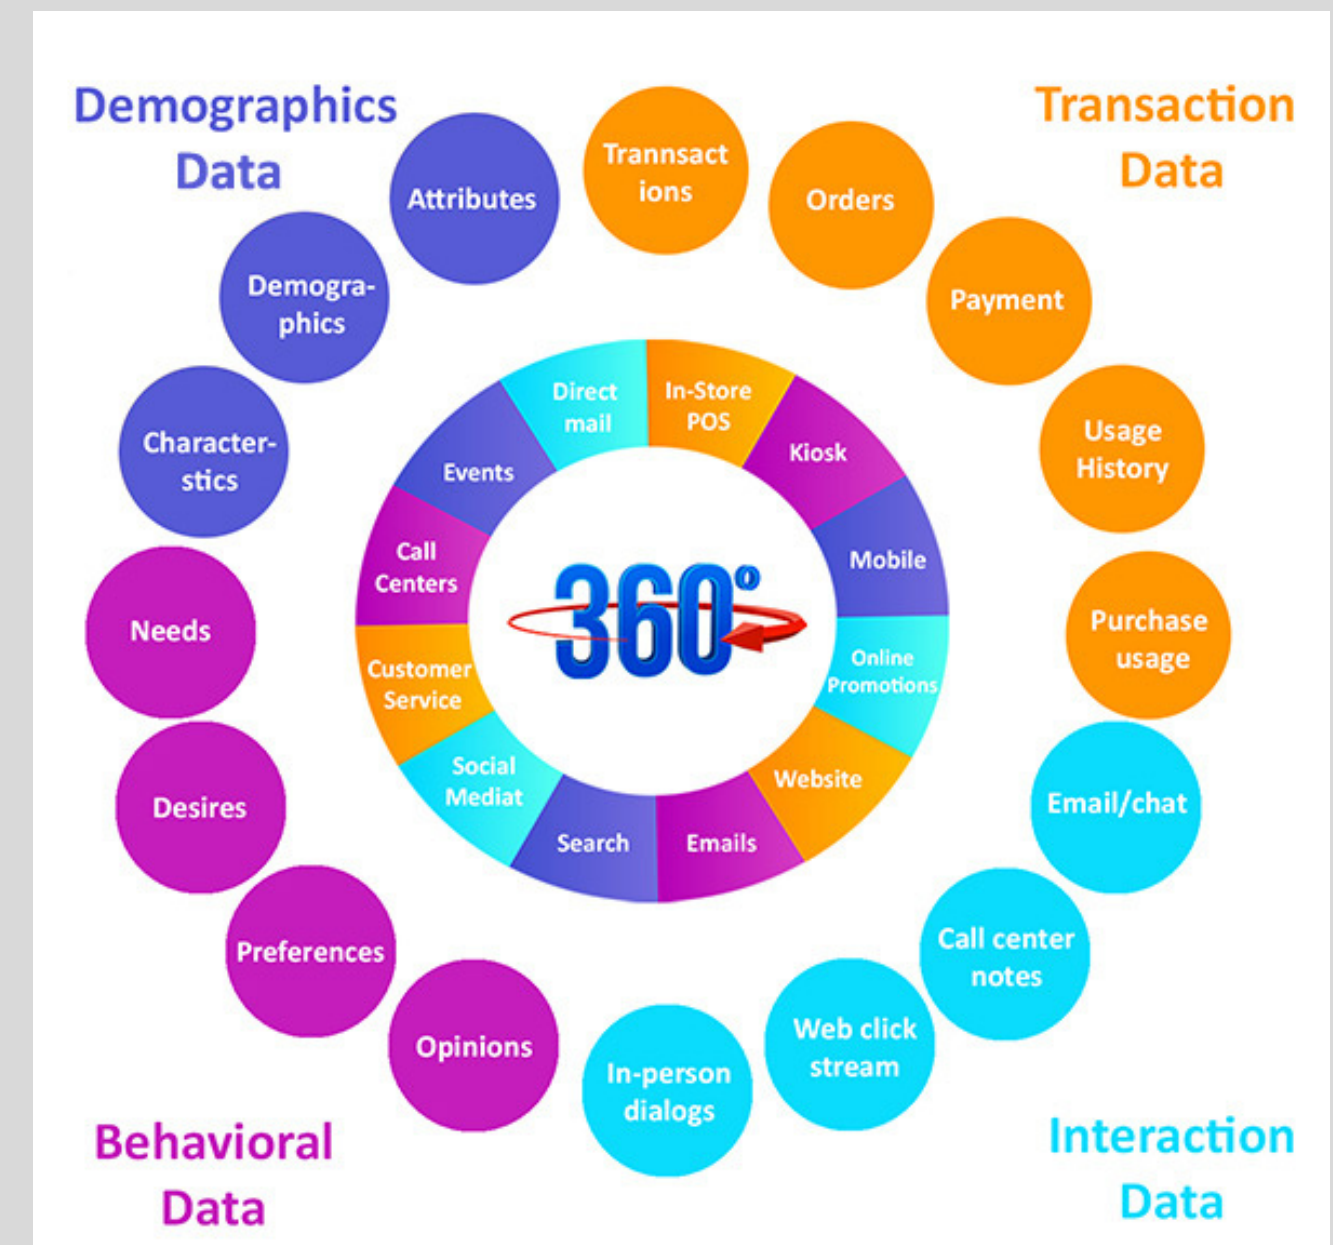 Demographics
Data
Transaction
Data
Attributes
Trannsact
ions
Orders
Demogra-
phics
Payment
Character-
stics
Usage
History
Needs
Purchase
usage
Desires
Email/chat
Preferences
Call center
notes
Opinions
Web click
stream
In-person
dialogs
Direct
mail
In-Store
POS
Kiosk
Events
Mobile
Call
Centers
360°
Online
Promotions
Customer
Service
Website
Social
Mediat
Search
Emails
Behavioral
Data
Interaction
Data